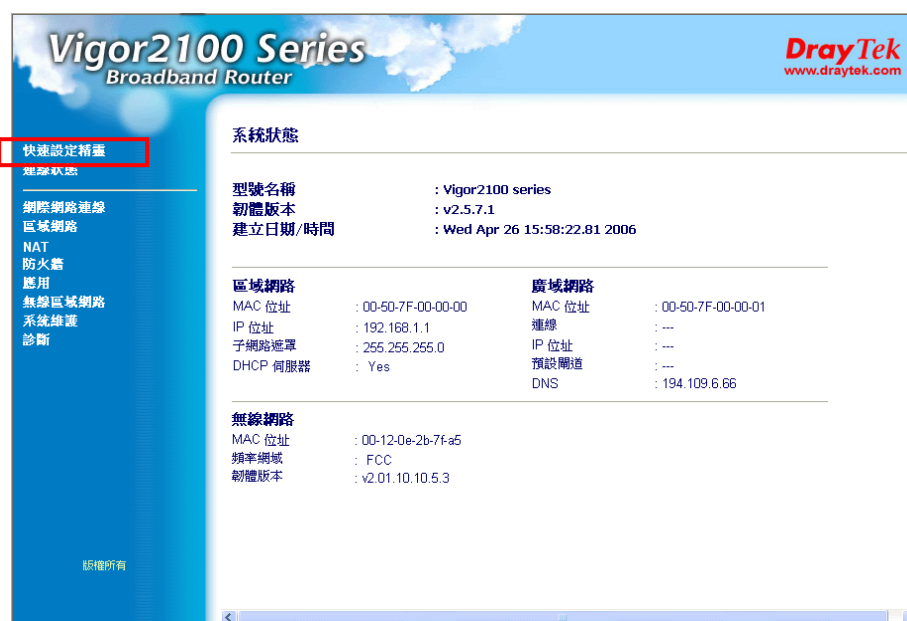 Vigor2100 Series
Broadband Router
DrayTek
www.draytek.com
快速設定精靈
連線狀態
網際網路連線
區域網路
NAT
防火牆
應用
無線區域網路
系統維護
診斷
版權所有
系統狀態
型號名稱 : Vigor2100 series
韌體版本 : v2.5.7.1
建立日期/時間 : Wed Apr 26 15:58:22.81 2006
區域網路
MAC 位址 : 00-50-7F-00-00-00
IP 位址 : 192.168.1.1
子網路遮罩 : 255.255.255.0
DHCP 伺服器 : Yes
廣域網路
MAC 位址 : 00-50-7F-00-00-01
連線 : ---
IP 位址 : ---
預設閘道 : ---
DNS : 194.109.6.66
無線網路
MAC 位址 : 00-12-0e-2b-7f-a5
頻率網域 : FCC
韌體版本 : v2.01.10.10.5.3